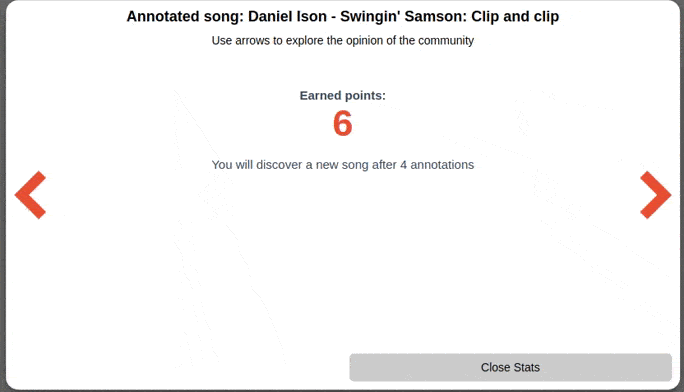 Annotated song: Daniel Ison - Swingin' Samson: Clip and clip
Use arrows to explore the opinion of the community
Earned points:
6
You will discover a new song after 4 annotations
Close Stats